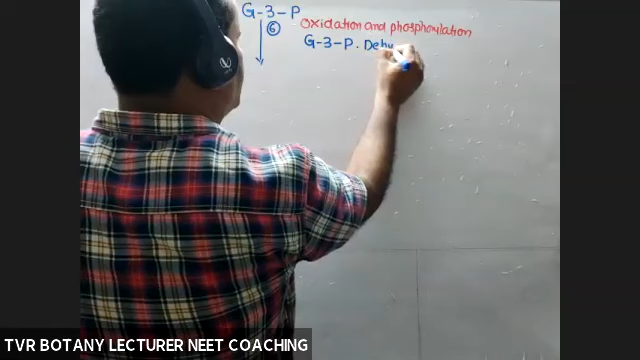 G-3-P
⑥ Oxidation and phosphorylation
G-3-P. Dehy
TVR BOTANY LECTURER NEET COACHING